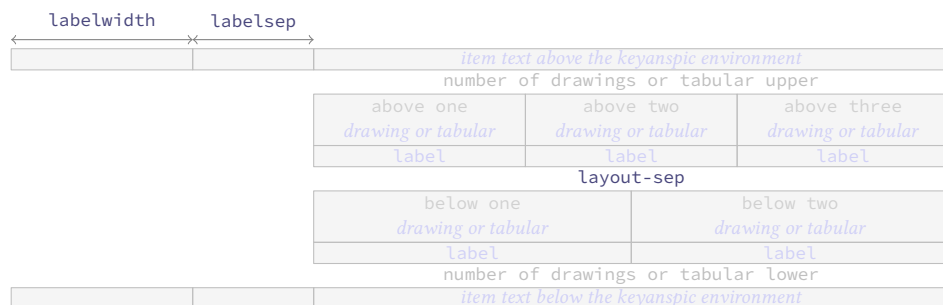 labelwidth labelsep
item text above the keyanspic environment
number of drawings or tabular upper
above one above two above three
drawing or tabular drawing or tabular drawing or tabular
label label label
layout-sep
below one below two
drawing or tabular drawing or tabular
label label
number of drawings or tabular lower
item text below the keyanspic environment